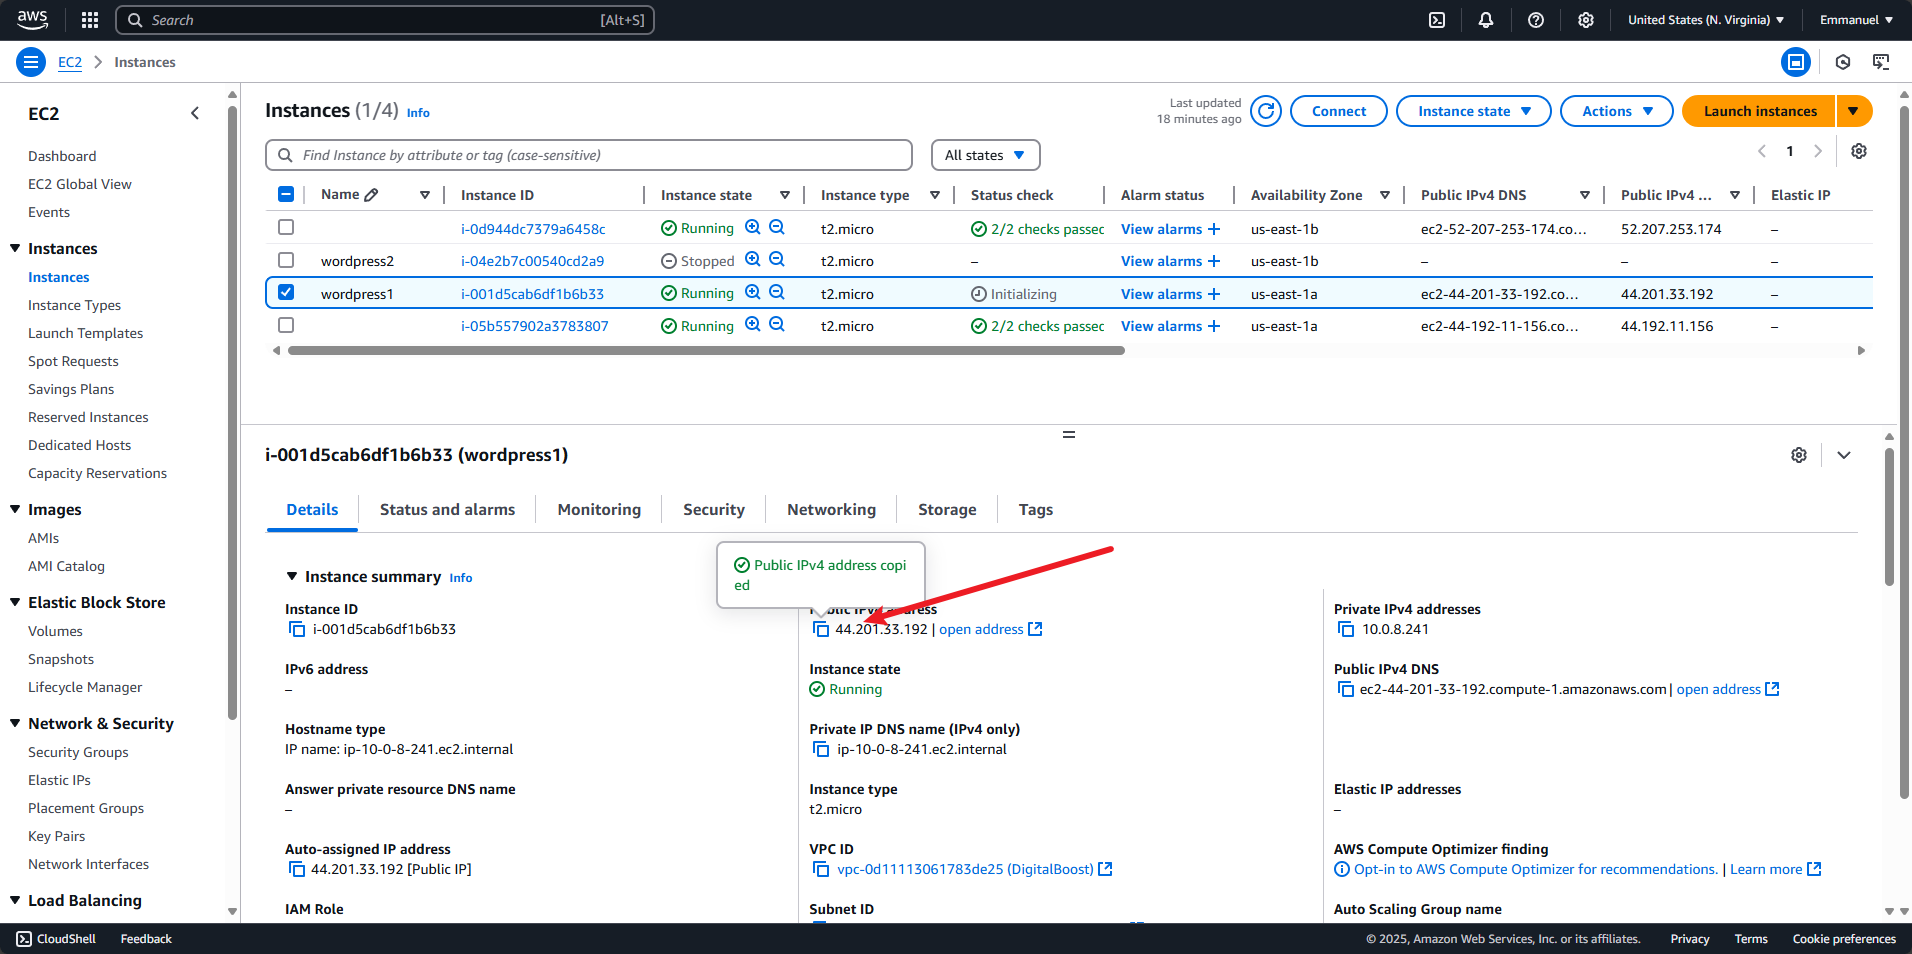 aws
Search [Alt+S]
United States (N. Virginia)
Emmanuel
EC2 Instances
EC2
Dashboard
EC2 Global View
Events
Instances
Instances
Instance Types
Launch Templates
Spot Requests
Savings Plans
Reserved Instances
Dedicated Hosts
Capacity Reservations
Images
AMIs
AMI Catalog
Elastic Block Store
Volumes
Snapshots
Lifecycle Manager
Network & Security
Security Groups
Elastic IPs
Placement Groups
Key Pairs
Network Interfaces
Load Balancing
Instances (1/4) Info
Last updated
18 minutes ago
Connect
Instance state
Actions
Launch instances
Find Instance by attribute or tag (case-sensitive)
All states
1
Name Instance ID Instance state Instance type Status check Alarm status Availability Zone Public IPv4 DNS Public IPv4 ... Elastic IP
i-0d944dc7379a6458c Running t2.micro 2/2 checks passec View alarms + us-east-1b ec2-52-207-253-174.co... 52.207.253.174 –
wordpress2 i-04e2b7c00540cd2a9 Stopped t2.micro – View alarms + us-east-1b – – –
wordpress1 i-001d5cab6df1b6b33 Running t2.micro Initializing View alarms + us-east-1a ec2-44-201-33-192.co... 44.201.33.192 –
i-05b557902a3783807 Running t2.micro 2/2 checks passec View alarms + us-east-1a ec2-44-192-11-156.co... 44.192.11.156 –
i-001d5cab6df1b6b33 (wordpress1)
Details Status and alarms Monitoring Security Networking Storage Tags
Public IPv4 address copi
ed
Instance summary Info
Instance ID
i-001d5cab6df1b6b33
Public IPv4 address
44.201.33.192 | open address
Private IPv4 addresses
10.0.8.241
IPv6 address
–
Instance state
Running
Public IPv4 DNS
ec2-44-201-33-192.compute-1.amazonaws.com | open address
Hostname type
IP name: ip-10-0-8-241.ec2.internal
Private IP DNS name (IPv4 only)
ip-10-0-8-241.ec2.internal
Answer private resource DNS name
–
Instance type
t2.micro
Elastic IP addresses
–
Auto-assigned IP address
44.201.33.192 [Public IP]
VPC ID
vpc-0d11113061783de25 (DigitalBoost)
AWS Compute Optimizer finding
Opt-in to AWS Compute Optimizer for recommendations. | Learn more
IAM Role
Subnet ID
Auto Scaling Group name
CloudShell Feedback
© 2025, Amazon Web Services, Inc. or its affiliates. Privacy Terms Cookie preferences